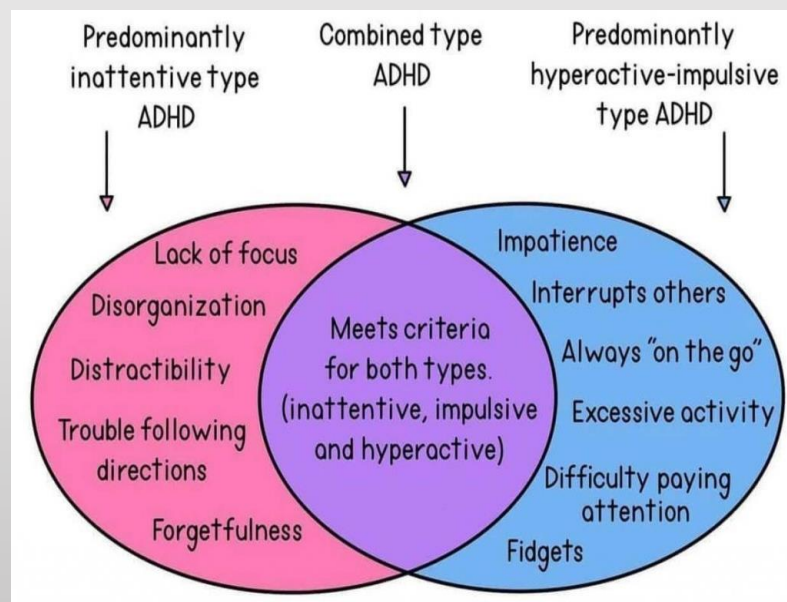 Predominantly
inattentive type
ADHD
Combined type
ADHD
Predominantly
hyperactive-impulsive
type ADHD
Lack of focus
Disorganization
Distractibility
Trouble following
directions
Forgetfulness
Meets criteria
for both types.
(inattentive, impulsive
and hyperactive)
Impatience
Interrupts others
Always "on the go"
Excessive activity
Difficulty paying
attention
Fidgets